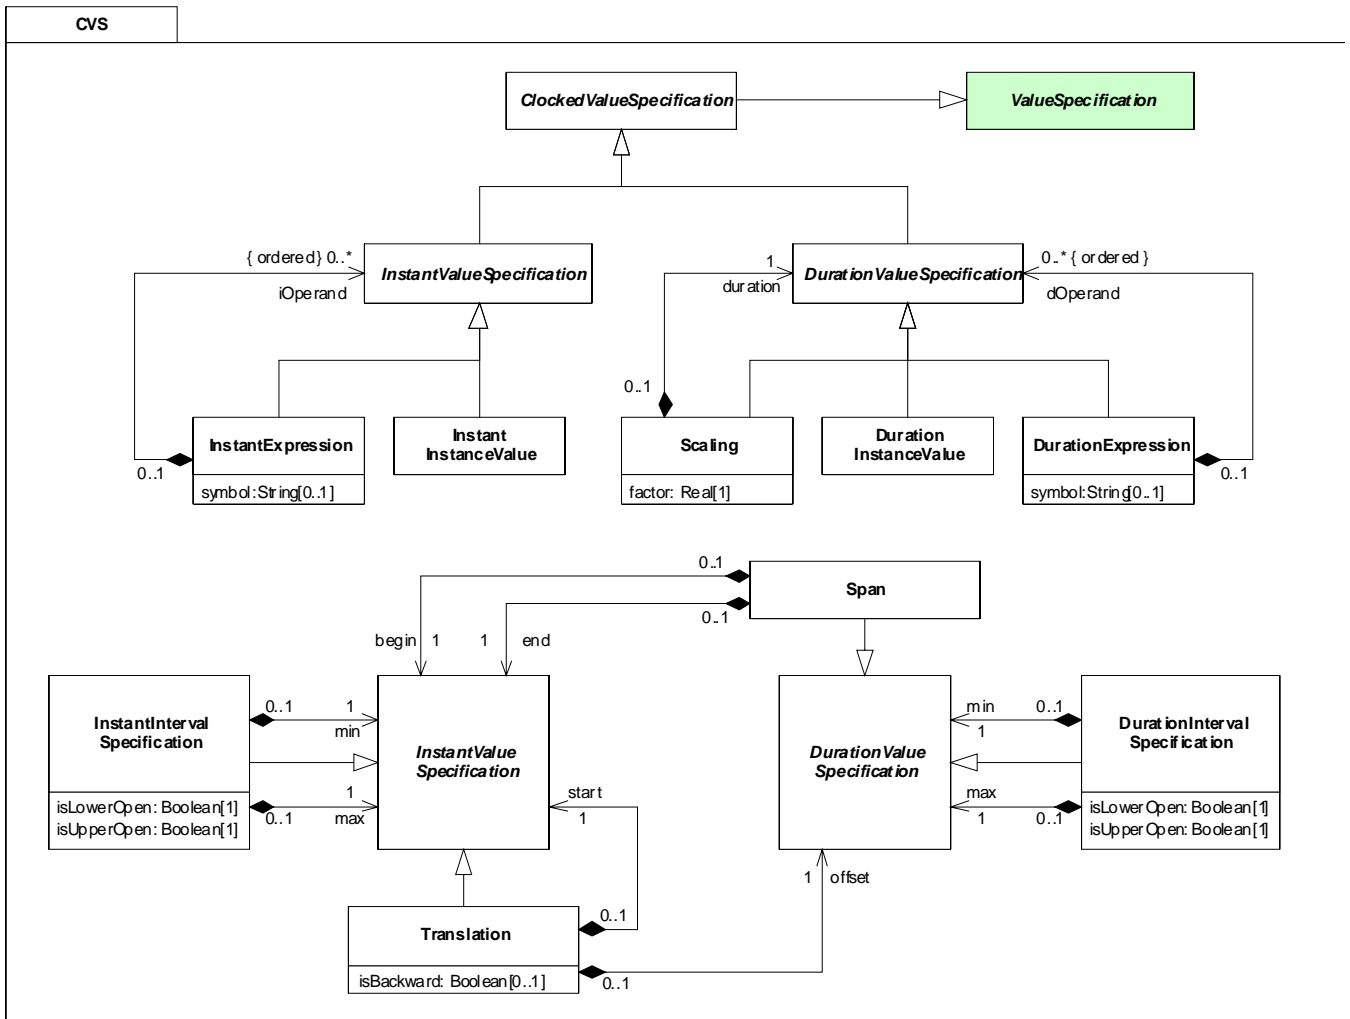 CVS
ClockedValueSpecification
ValueSpecification
{ ordered} 0..*
iOperand
InstantValueSpecification
1
duration
DurationValueSpecification
0..* { ordered }
dOperand
0..1
InstantExpression
symbol:String[0..1]
0..1
Instant
InstanceValue
Scaling
factor: Real[1]
Duration
InstanceValue
DurationExpression
symbol:String[0..1]
0..1
0..1
0..1
Span
begin 1
1 end
InstantInterval
Specification
isLowerOpen: Boolean[1]
isUpperOpen: Boolean[1]
0..1 1
min
1
0..1 max
InstantValue
Specification
start
1
DurationValue
Specification
min 0..1
1
max
1 0..1
DurationInterval
Specification
isLowerOpen: Boolean[1]
isUpperOpen: Boolean[1]
1 offset
Translation
isBackward: Boolean[0..1]
0..1
0..1